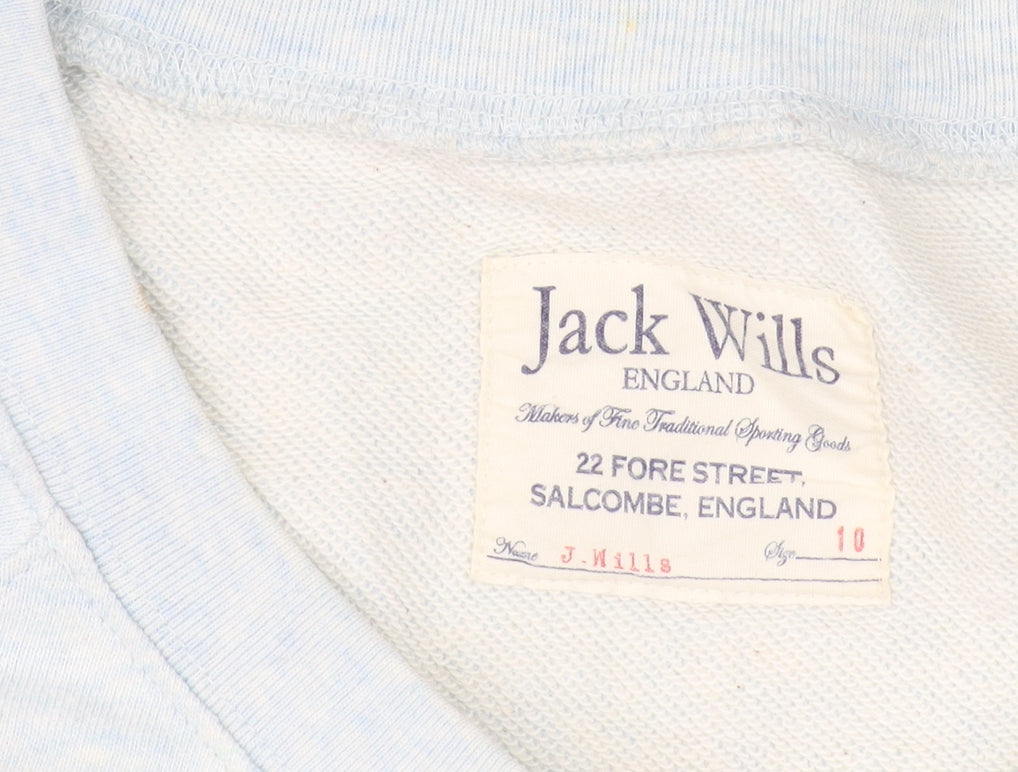 Jack Wills
ENGLAND
Makers of Fine Traditional Sporting Goods
22 FORE STREET,
SALCOMBE, ENGLAND
Name J.Wills Size 10